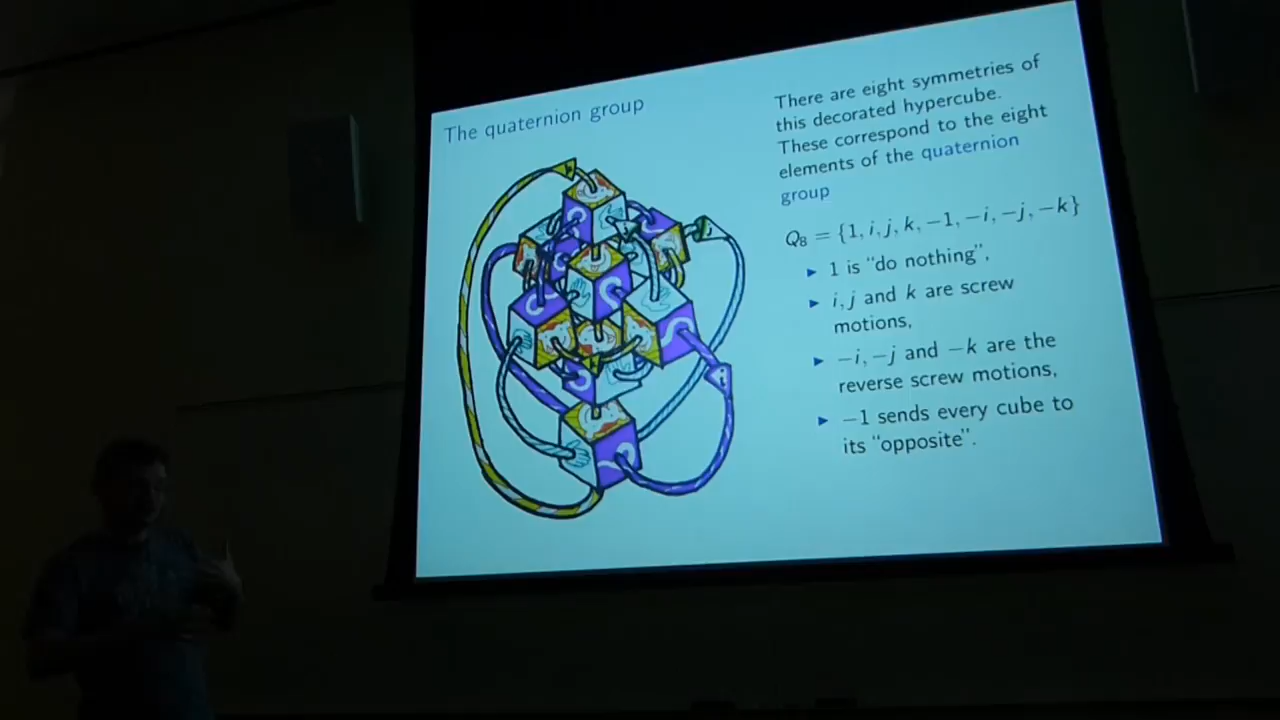 The quaternion group
There are eight symmetries of
this decorated hypercube.
These correspond to the eight
elements of the quaternion
group
Q₈ = {1, i, j, k, −1, −i, −j, −k}
▶ 1 is “do nothing”,
▶ i, j and k are screw
motions,
▶ −i, −j and −k are the
reverse screw motions,
▶ −1 sends every cube to
its “opposite”.
k
j
i